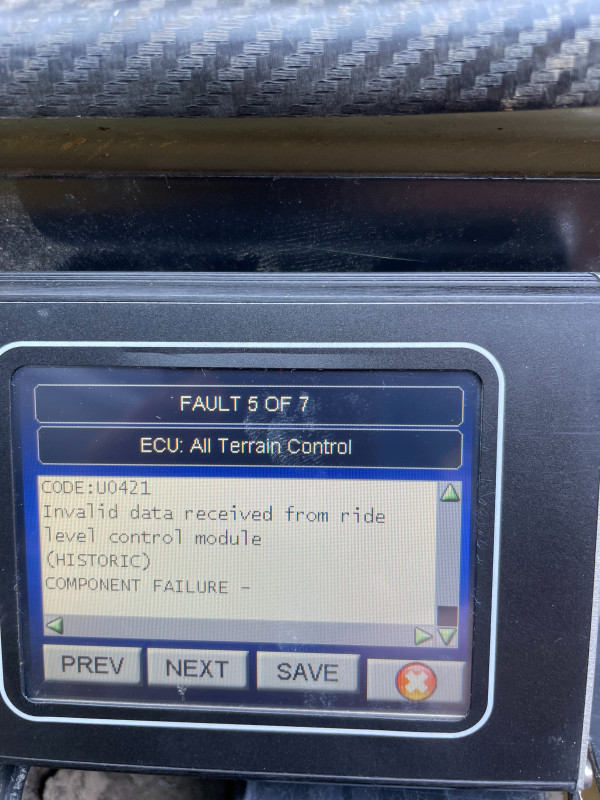 FAULT 5 OF 7
ECU: All Terrain Control
CODE:U0421
Invalid data received from ride
level control module
(HISTORIC)
COMPONENT FAILURE -
PREV NEXT SAVE